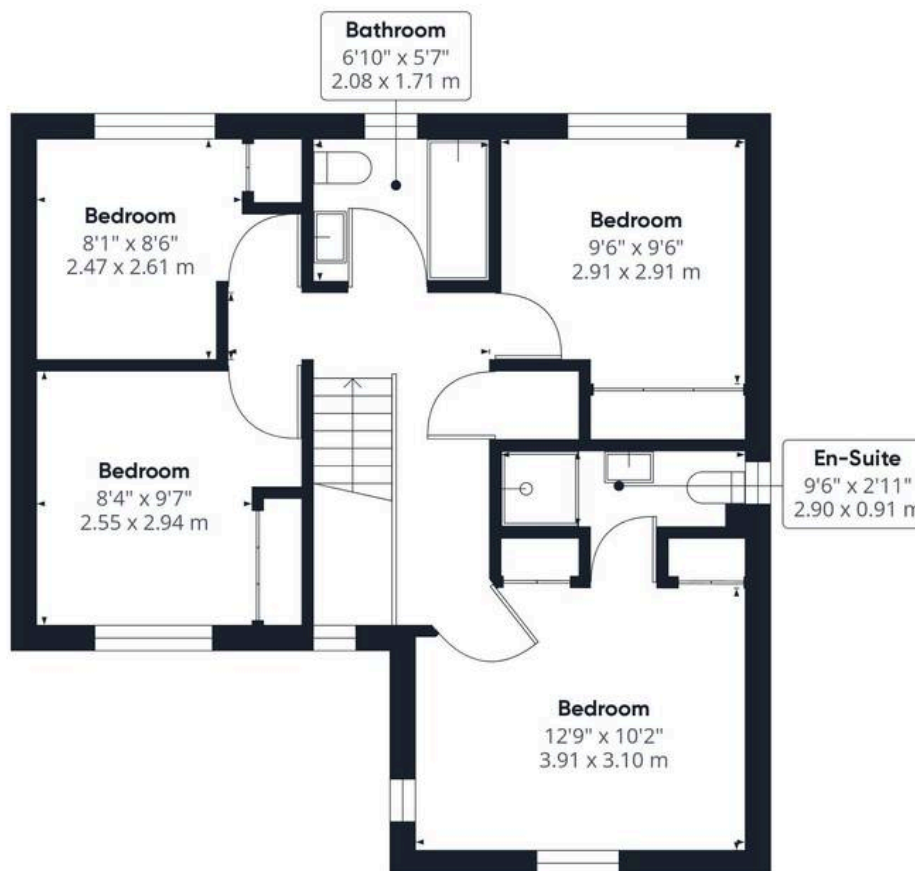 Bathroom
6'10" x 5'7"
2.08 x 1.71 m
Bedroom
8'1" x 8'6"
2.47 x 2.61 m
Bedroom
9'6" x 9'6"
2.91 x 2.91 m
Bedroom
8'4" x 9'7"
2.55 x 2.94 m
En-Suite
9'6" x 2'11"
2.90 x 0.91 m
Bedroom
12'9" x 10'2"
3.91 x 3.10 m